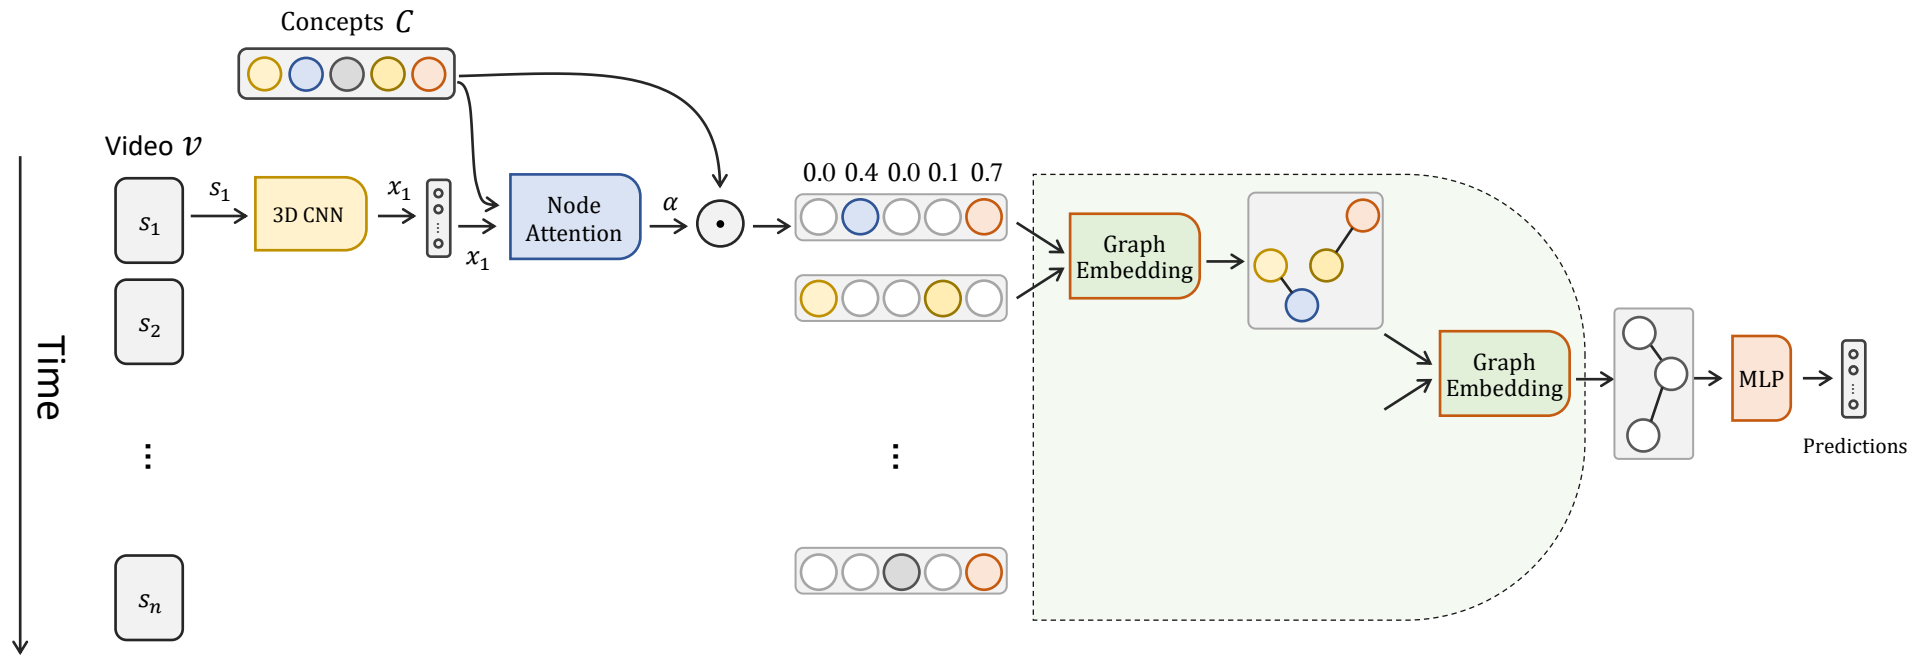 Concepts C
Video v
Time
s₁
s₁
3D CNN
x₁
x₁
Node
Attention
α
0.0 0.4 0.0 0.1 0.7
Graph
Embedding
s₂
Graph
Embedding
MLP
Predictions
...
...
sₙ